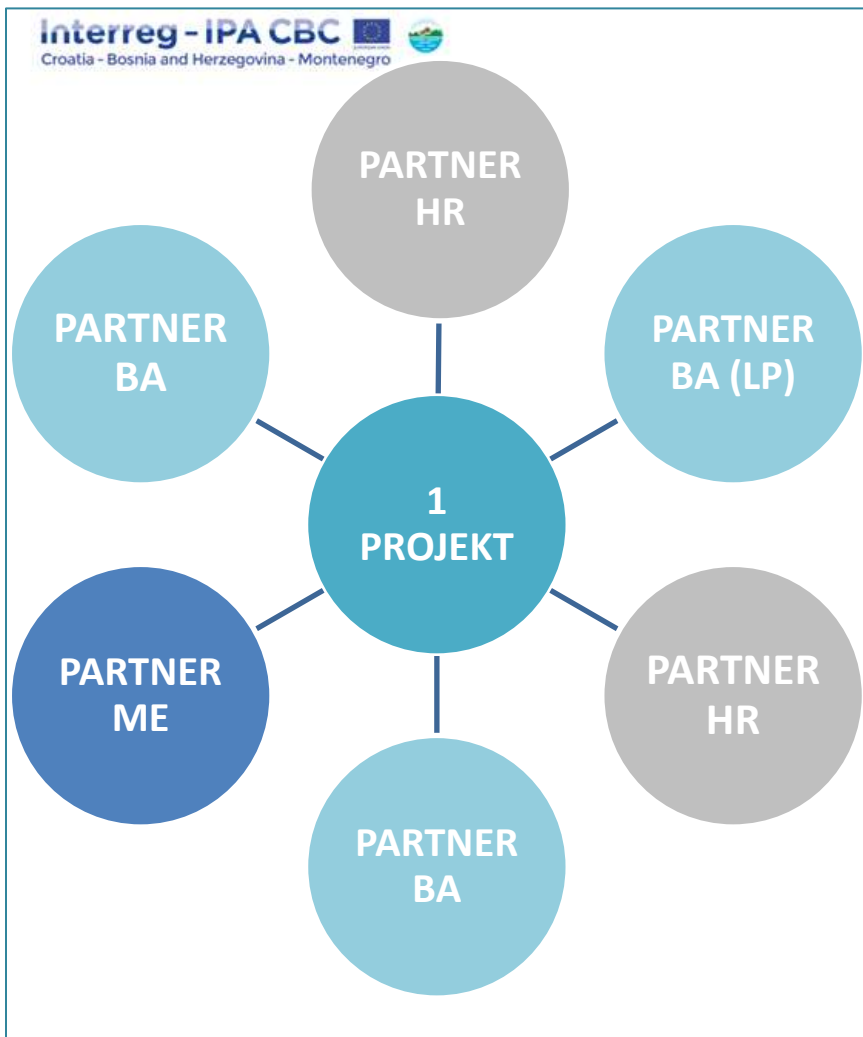 Interreg - IPA CBC
Croatia - Bosnia and Herzegovina - Montenegro
PARTNER
HR
PARTNER
BA
PARTNER
BA (LP)
1
PROJEKT
PARTNER
ME
PARTNER
HR
PARTNER
BA